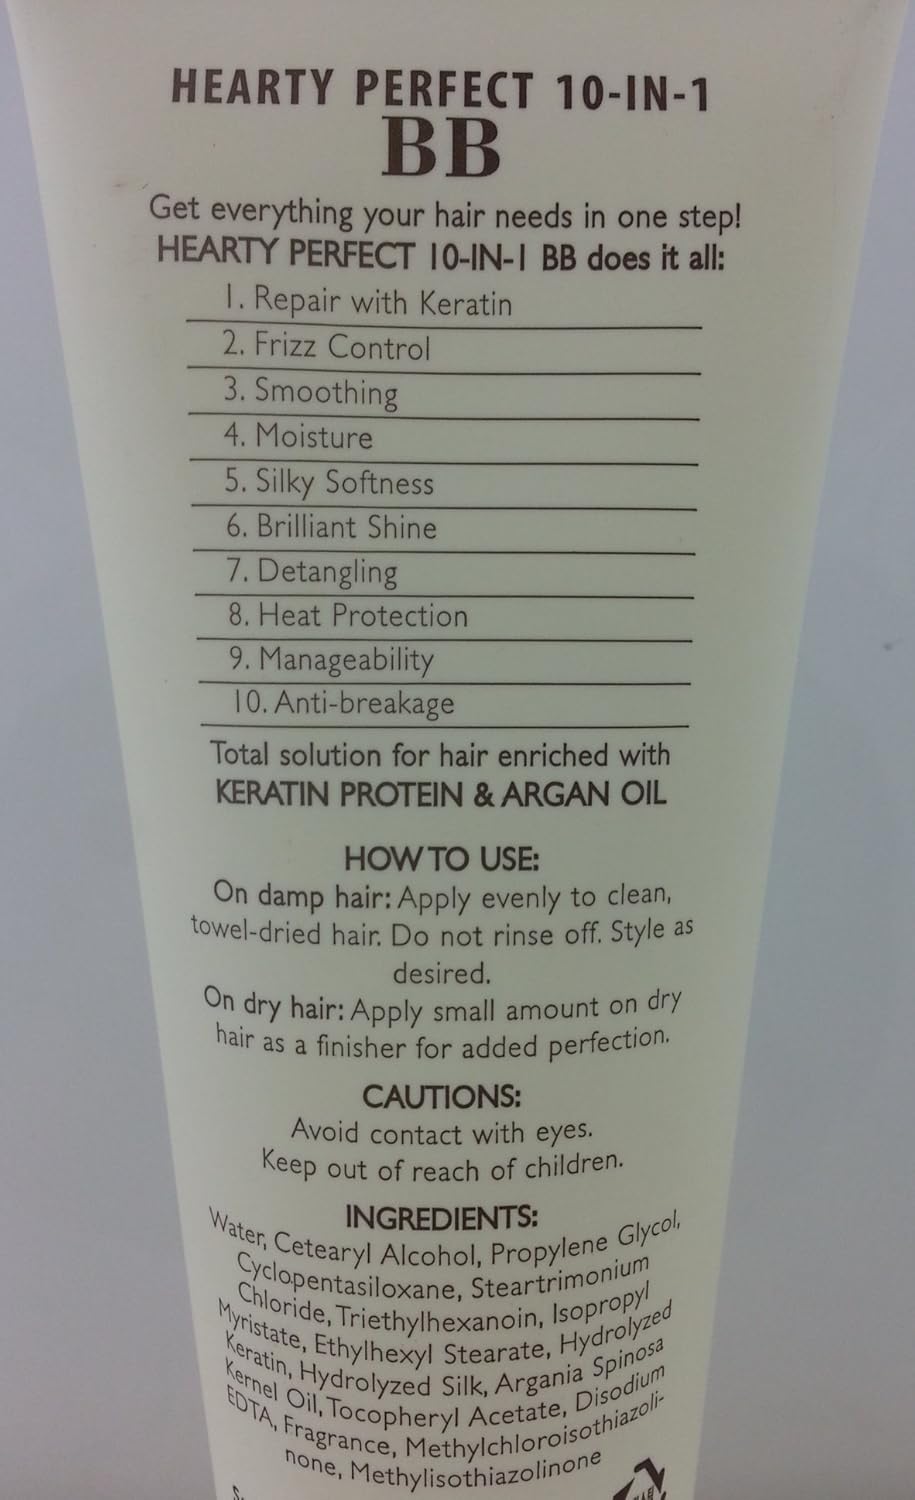 HEARTY PERFECT 10-IN-1
BB
Get everything your hair needs in one step!
HEARTY PERFECT 10-IN-1 BB does it all:
1. Repair with Keratin
2. Frizz Control
3. Smoothing
4. Moisture
5. Silky Softness
6. Brilliant Shine
7. Detangling
8. Heat Protection
9. Manageability
10. Anti-breakage
Total solution for hair enriched with
KERATIN PROTEIN & ARGAN OIL
HOW TO USE:
On damp hair: Apply evenly to clean,
towel-dried hair. Do not rinse off. Style as
desired.
On dry hair: Apply small amount on dry
hair as a finisher for added perfection.
CAUTIONS:
Avoid contact with eyes.
Keep out of reach of children.
INGREDIENTS:
Water, Cetearyl Alcohol, Propylene Glycol,
Cyclopentasiloxane, Steartrimonium
Chloride, Triethylhexanoin, Isopropyl
Myristate, Ethylhexyl Stearate, Hydrolyzed
Keratin, Hydrolyzed Silk, Argania Spinosa
Kernel Oil, Tocopheryl Acetate, Disodium
EDTA, Fragrance, Methylchloroisothiazoli-
none, Methylisothiazolinone